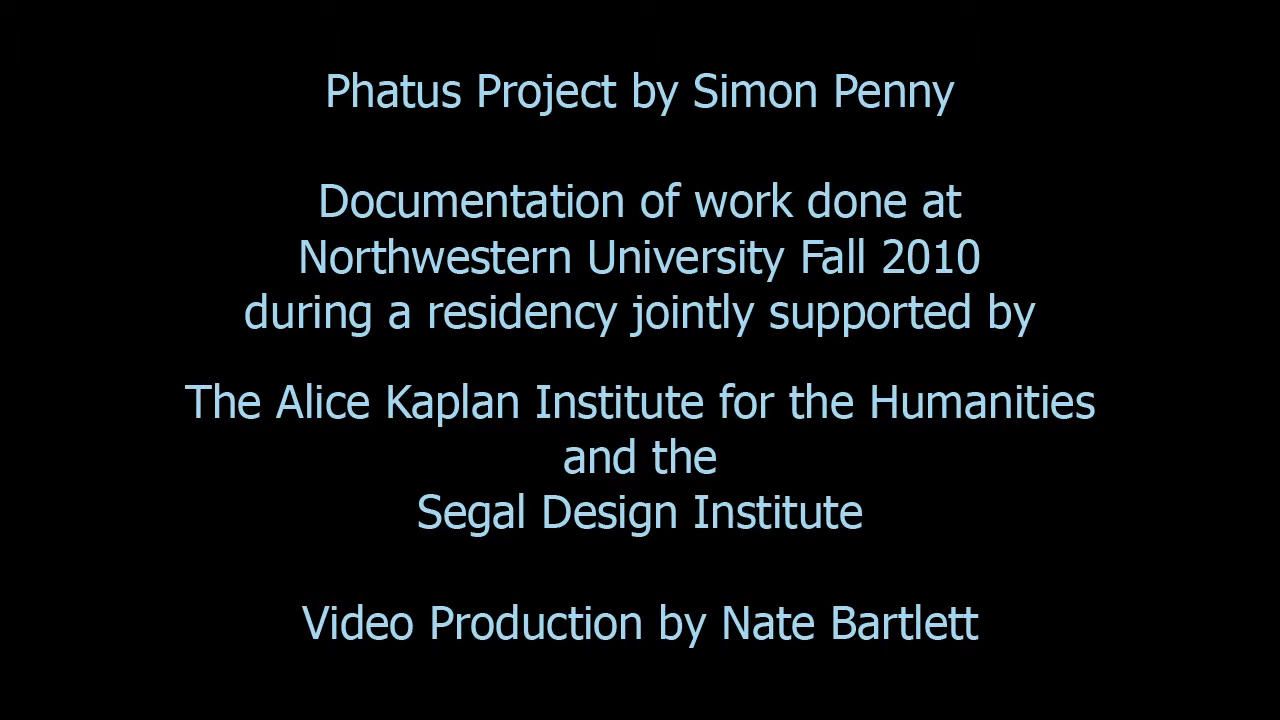 Phatus Project by Simon Penny
Documentation of work done at
Northwestern University Fall 2010
during a residency jointly supported by
The Alice Kaplan Institute for the Humanities
and the
Segal Design Institute
Video Production by Nate Bartlett